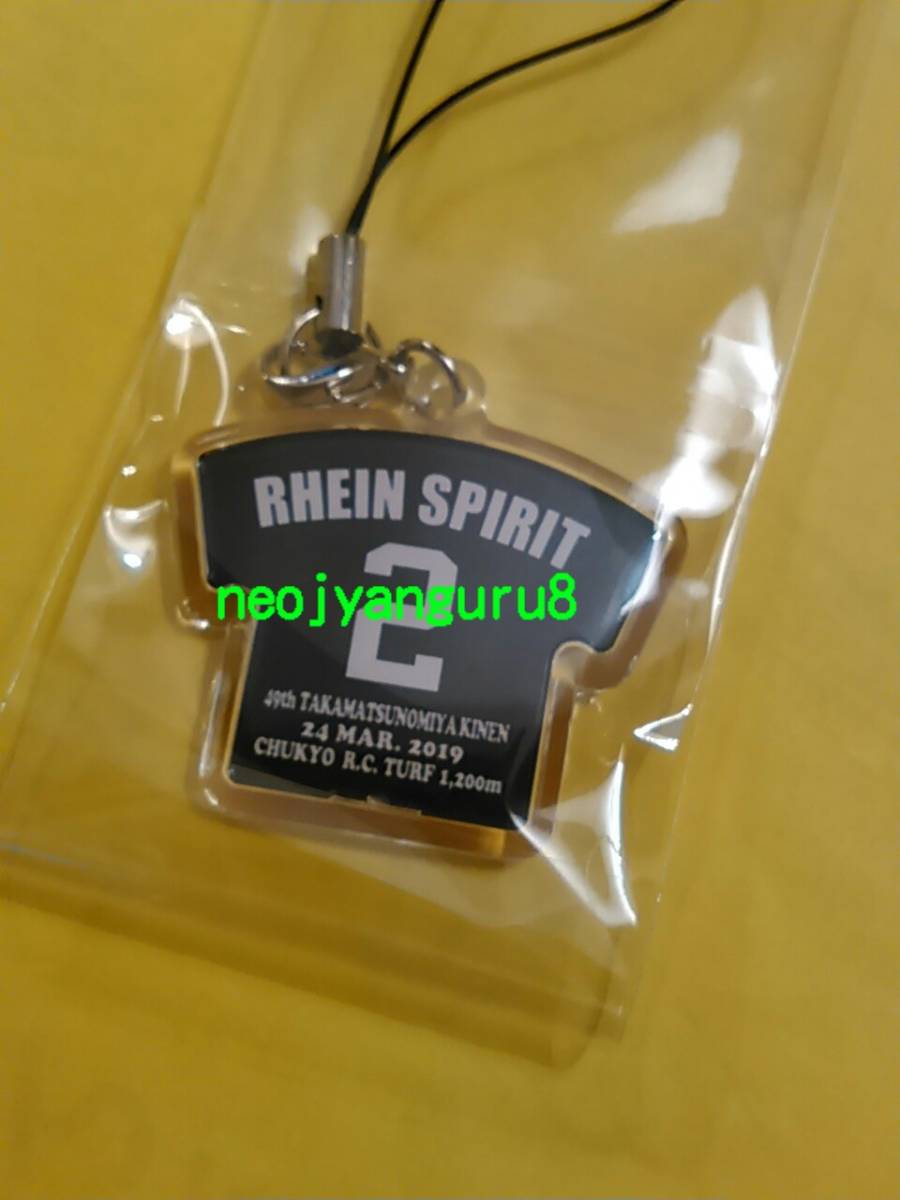 RHEIN SPIRIT
2
neojyanguru8
49th TAKAMATSUNOMIYA KINEN
24 MAR. 2019
CHUKYO R.C. TURF 1,200m